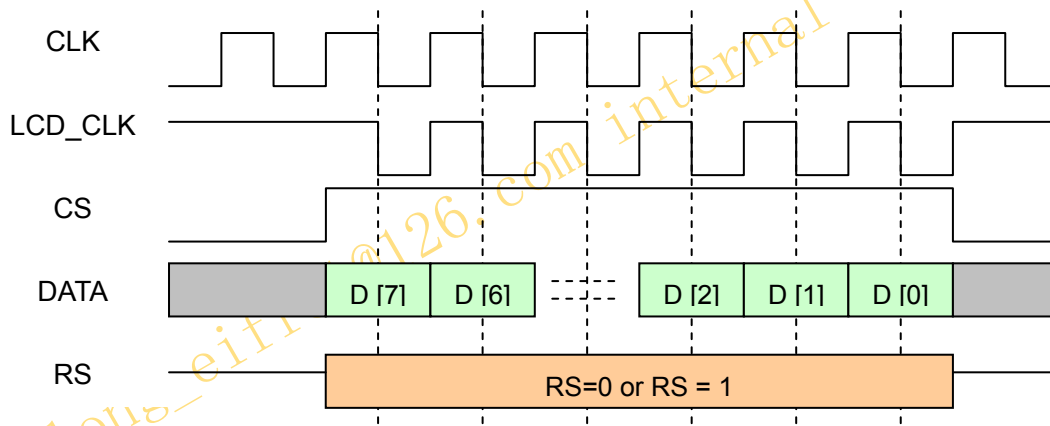 CLK
LCD_CLK
CS
DATA
D [7] D [6] D [2] D [1] D [0]
RS
RS=0 or RS = 1
@126.com internal